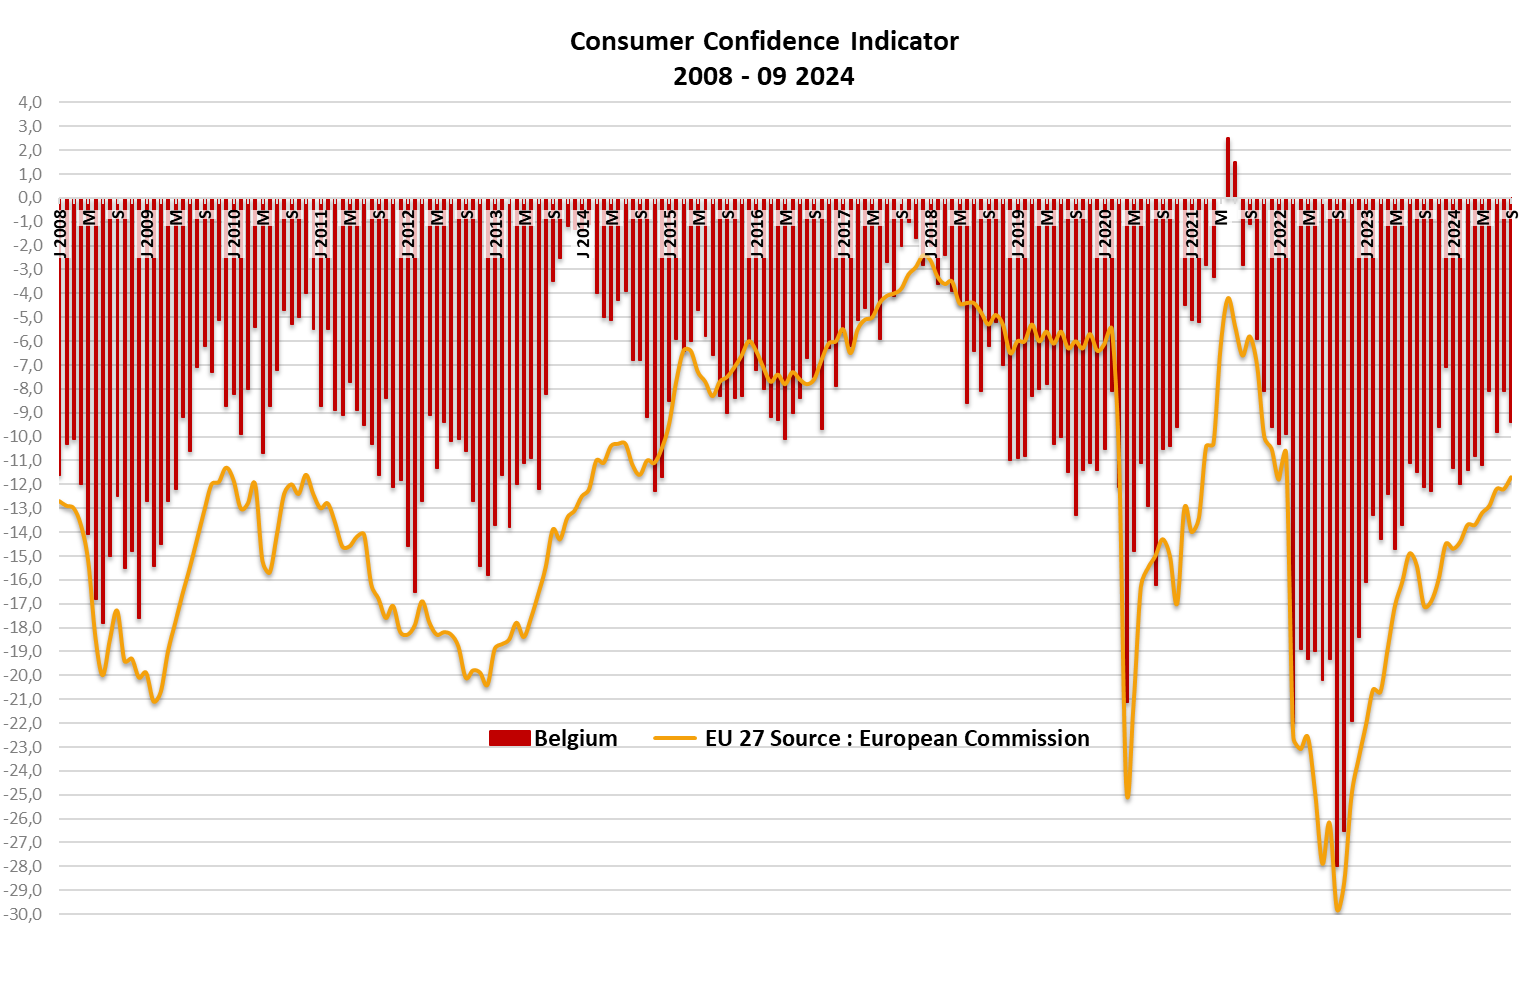 Consumer Confidence Indicator
2008 - 09 2024
4,0
3,0
2,0
1,0
0,0
-1,0
-2,0
-3,0
-4,0
-5,0
-6,0
-7,0
-8,0
-9,0
-10,0
-11,0
-12,0
-13,0
-14,0
-15,0
-16,0
-17,0
-18,0
-19,0
-20,0
-21,0
-22,0
-23,0
-24,0
-25,0
-26,0
-27,0
-28,0
-29,0
-30,0
J 2008
M
S
J 2009
M
S
J 2010
M
S
J 2011
M
S
J 2012
M
S
J 2013
M
S
J 2014
M
S
J 2015
M
S
J 2016
M
S
J 2017
M
S
J 2018
M
S
J 2019
M
S
J 2020
M
S
J 2021
M
S
J 2022
M
S
J 2023
M
S
J 2024
M
S
Belgium
EU 27 Source : European Commission